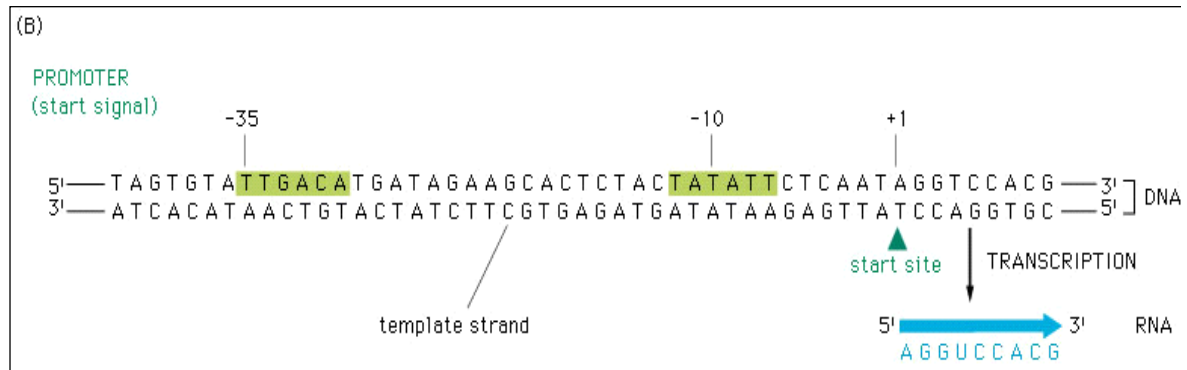 (B)
PROMOTER
(start signal)
-35 -10 +1
5' TAGTGTATTGACATGATAGAAGCACTCTACTATATTCTCAATAGGTCCACG 3'
3' ATCACATAACTGTACTATCTTCGTGAGATGATATAAGAGTTATCCAGGTGC 5'
DNA
start site
TRANSCRIPTION
template strand
5' 3' RNA
AGGUCCACG